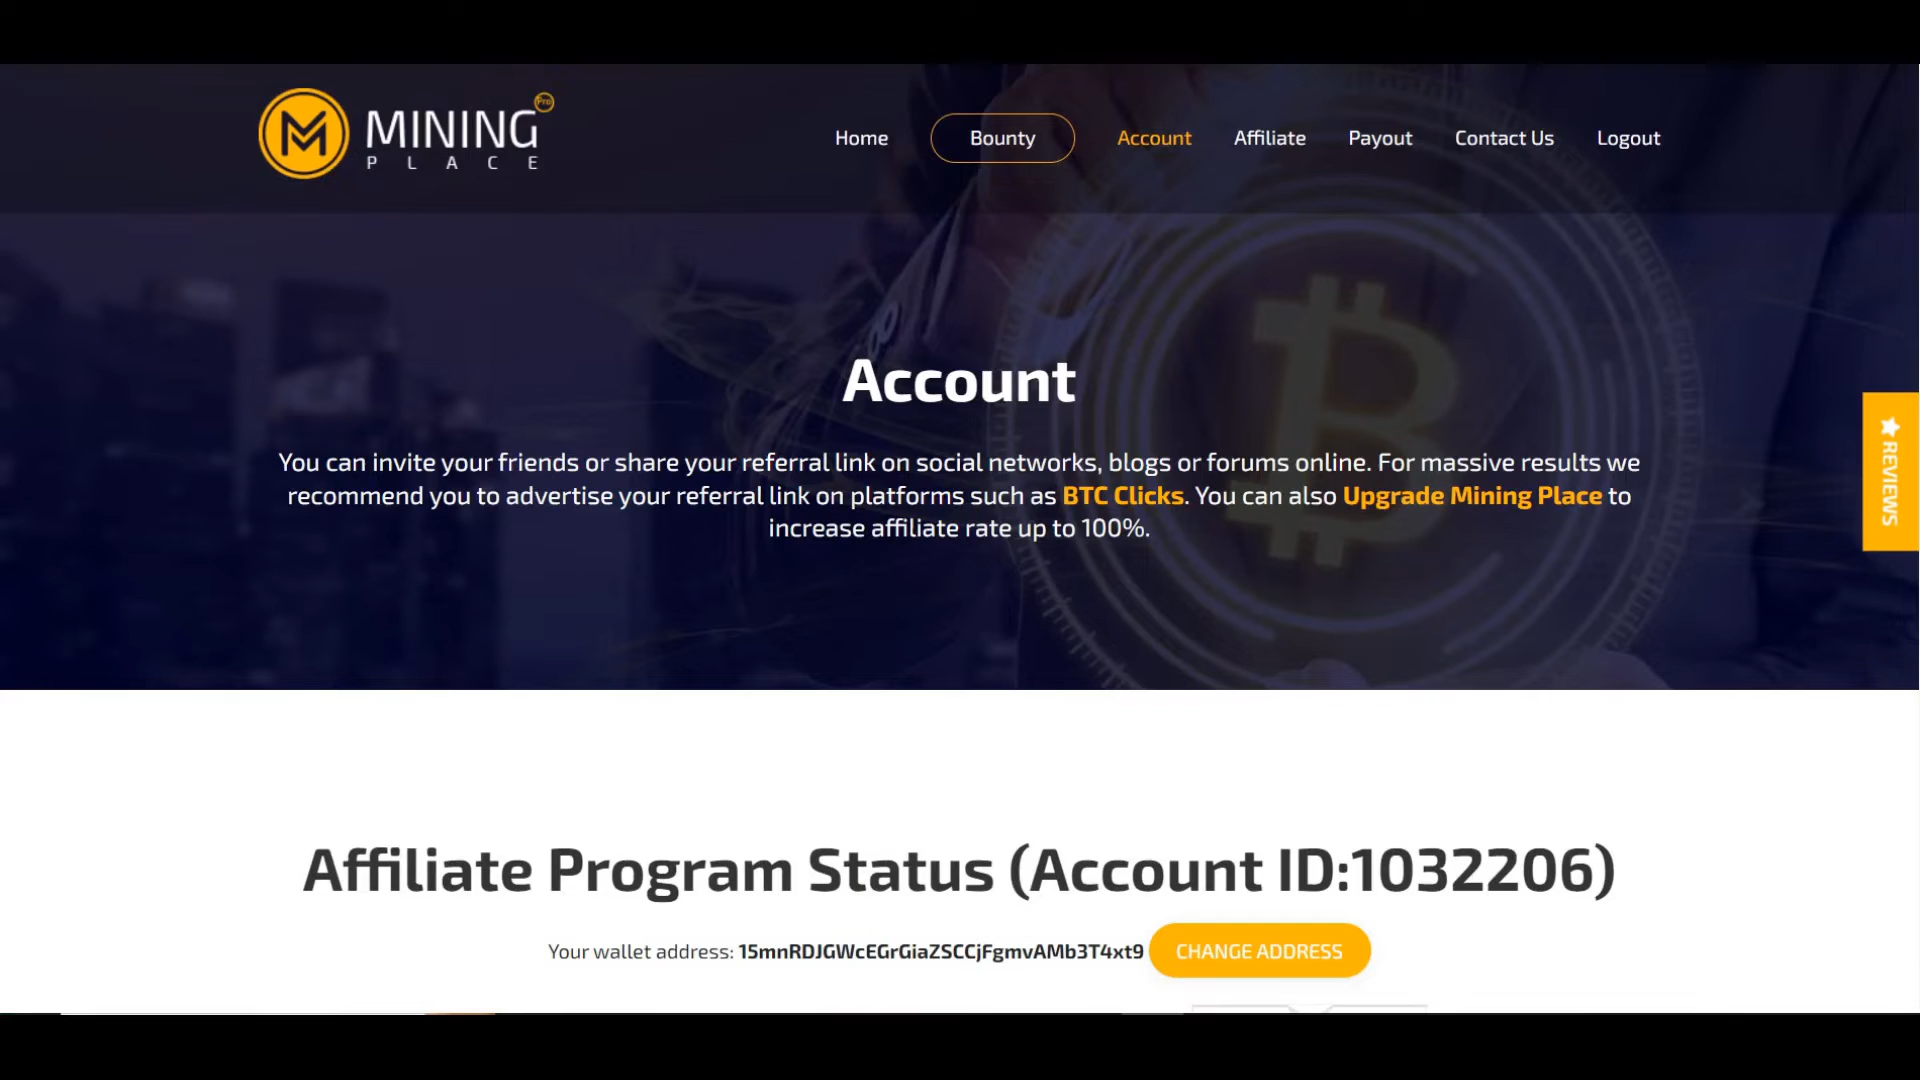 MINING Pro
PLACE
Home Bounty Account Affiliate Payout Contact Us Logout
Account
You can invite your friends or share your referral link on social networks, blogs or forums online. For massive results we
recommend you to advertise your referral link on platforms such as BTC Clicks. You can also Upgrade Mining Place to
increase affiliate rate up to 100%.
REVIEWS
Affiliate Program Status (Account ID:1032206)
Your wallet address: 15mnRDJGWcEGrGiaZSCCjFgmvAMb3T4xt9 CHANGE ADDRESS